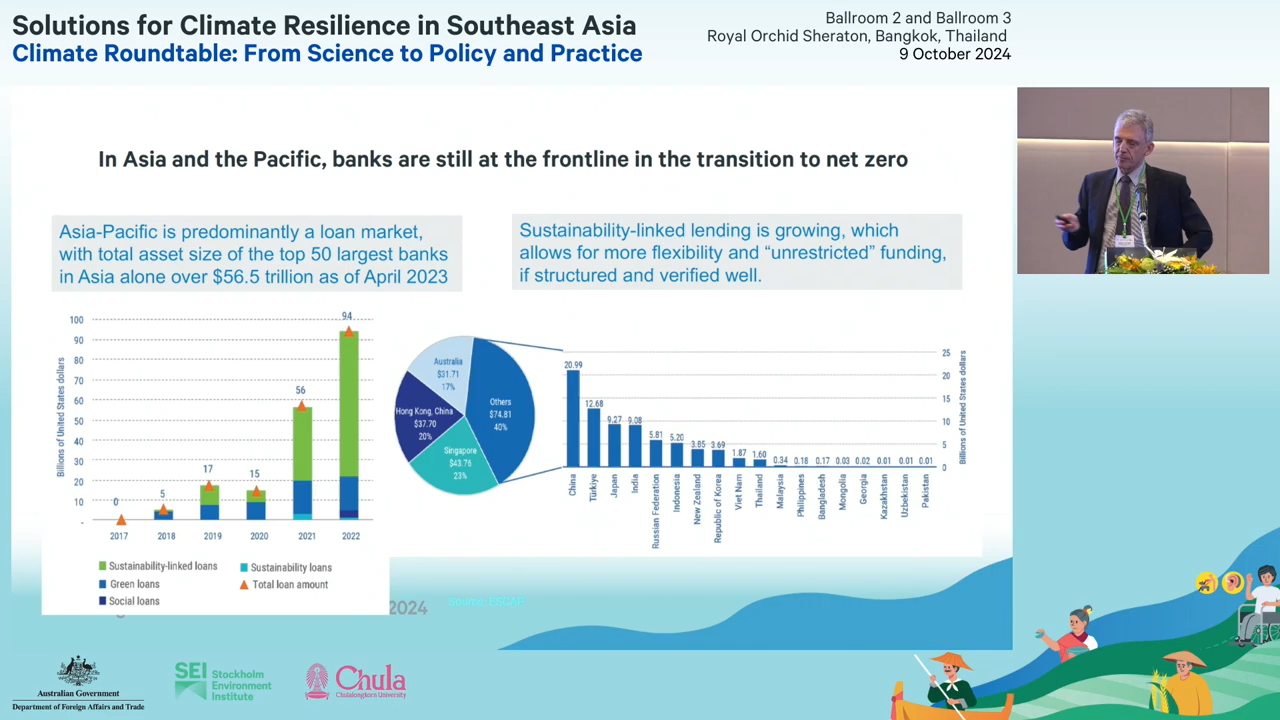 Solutions for Climate Resilience in Southeast Asia
Climate Roundtable: From Science to Policy and Practice
Ballroom 2 and Ballroom 3
Royal Orchid Sheraton, Bangkok, Thailand
9 October 2024
In Asia and the Pacific, banks are still at the frontline in the transition to net zero
Asia-Pacific is predominantly a loan market,
with total asset size of the top 50 largest banks
in Asia alone over $56.5 trillion as of April 2023
Sustainability-linked lending is growing, which
allows for more flexibility and “unrestricted” funding,
if structured and verified well.
Billions of United States dollars
100
90
80
70
60
50
40
30
20
10
-
0
5
17
15
56
94
2017
2018
2019
2020
2021
2022
Sustainability-linked loans
Sustainability loans
Green loans
Total loan amount
Social loans
Australia
$31.71
17%
Others
$74.81
40%
Hong Kong, China
$37.70
20%
Singapore
$43.76
23%
20.99
12.68
9.27
9.08
5.81
5.20
3.85
3.69
1.87
1.60
0.34
0.18
0.17
0.03
0.02
0.01
0.01
0.01
China
Türkiye
Japan
India
Russian Federation
Indonesia
New Zealand
Republic of Korea
Viet Nam
Thailand
Malaysia
Philippines
Bangladesh
Mongolia
Georgia
Kazakhstan
Uzbekistan
Pakistan
25
20
15
10
5
0
Billions of United States dollars
2024
Source: ESCAP
Australian Government
Department of Foreign Affairs and Trade
SEI Stockholm
Environment
Institute
Chula
Chulalongkorn University